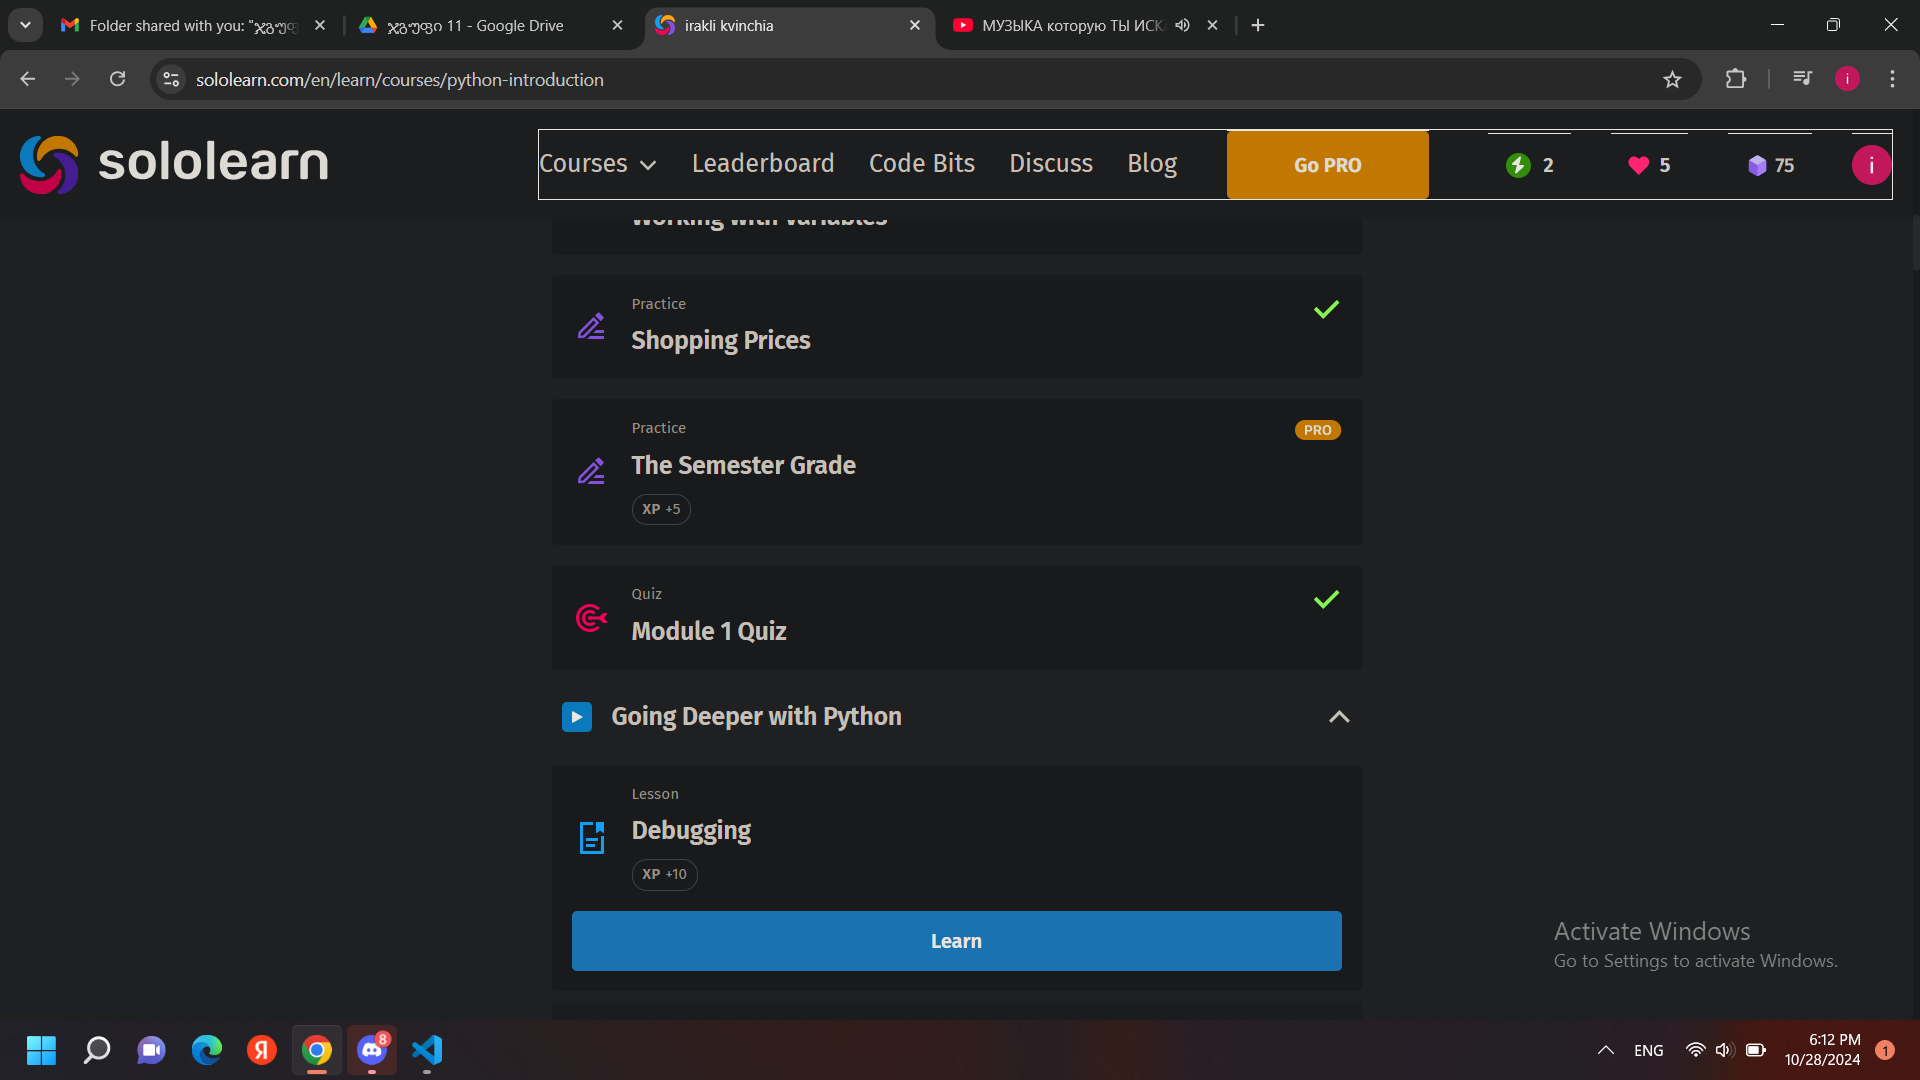 Folder shared with you: "ჯგუფ
ჯგუფი 11 - Google Drive
irakli kvinchia
МУЗЫКА которую ТЫ ИСК
sololearn.com/en/learn/courses/python-introduction
i
sololearn
Courses
Leaderboard
Code Bits
Discuss
Blog
Go PRO
2
5
75
i
Working with Variables
Practice
Shopping Prices
Practice
PRO
The Semester Grade
XP +5
Quiz
Module 1 Quiz
Going Deeper with Python
Lesson
Debugging
XP +10
Learn
Activate Windows
Go to Settings to activate Windows.
Я
8
ENG
6:12 PM
10/28/2024
1